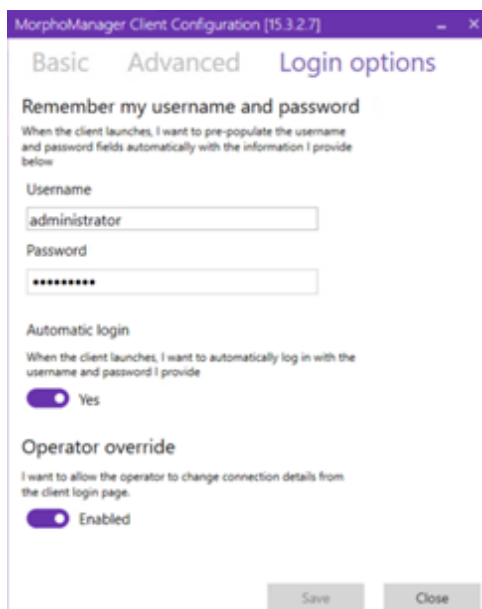 MorphoManager Client Configuration [15.3.2.7]
Basic Advanced Login options
Remember my username and password
When the client launches, I want to pre-populate the username
and password fields automatically with the information I provide
below
Username
administrator
Password
•••••••••
Automatic login
When the client launches, I want to automatically log in with the
username and password I provide
Yes
Operator override
I want to allow the operator to change connection details from
the client login page.
Enabled
Save Close